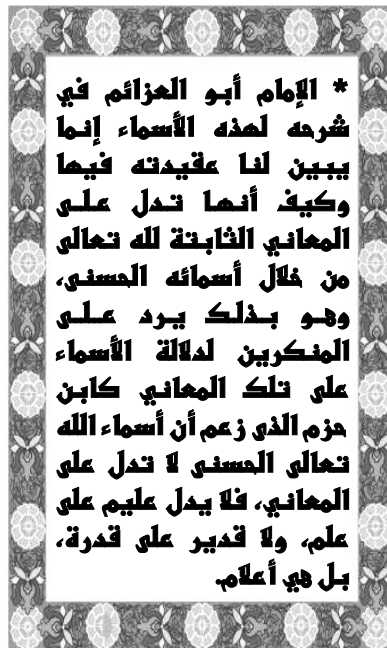 * الإمام أبو العزائم في
شرحه لهذه الأسماء إنما
يبين لنا عقيدته فيها
وكيف أنها تدل على
المعاني الثابتة لله تعالى
من خلال أسمائه الحسنى،
وهو بذلك يرد على
المنكرين لدلالة الأسماء
على تلك المعاني كابن
حزم الذى زعم أن أسماء الله
تعالى الحسنى لا تدل على
المعاني، فلا يدل عليم على
علم، ولا قدير على قدرة،
بل هي أعلام.